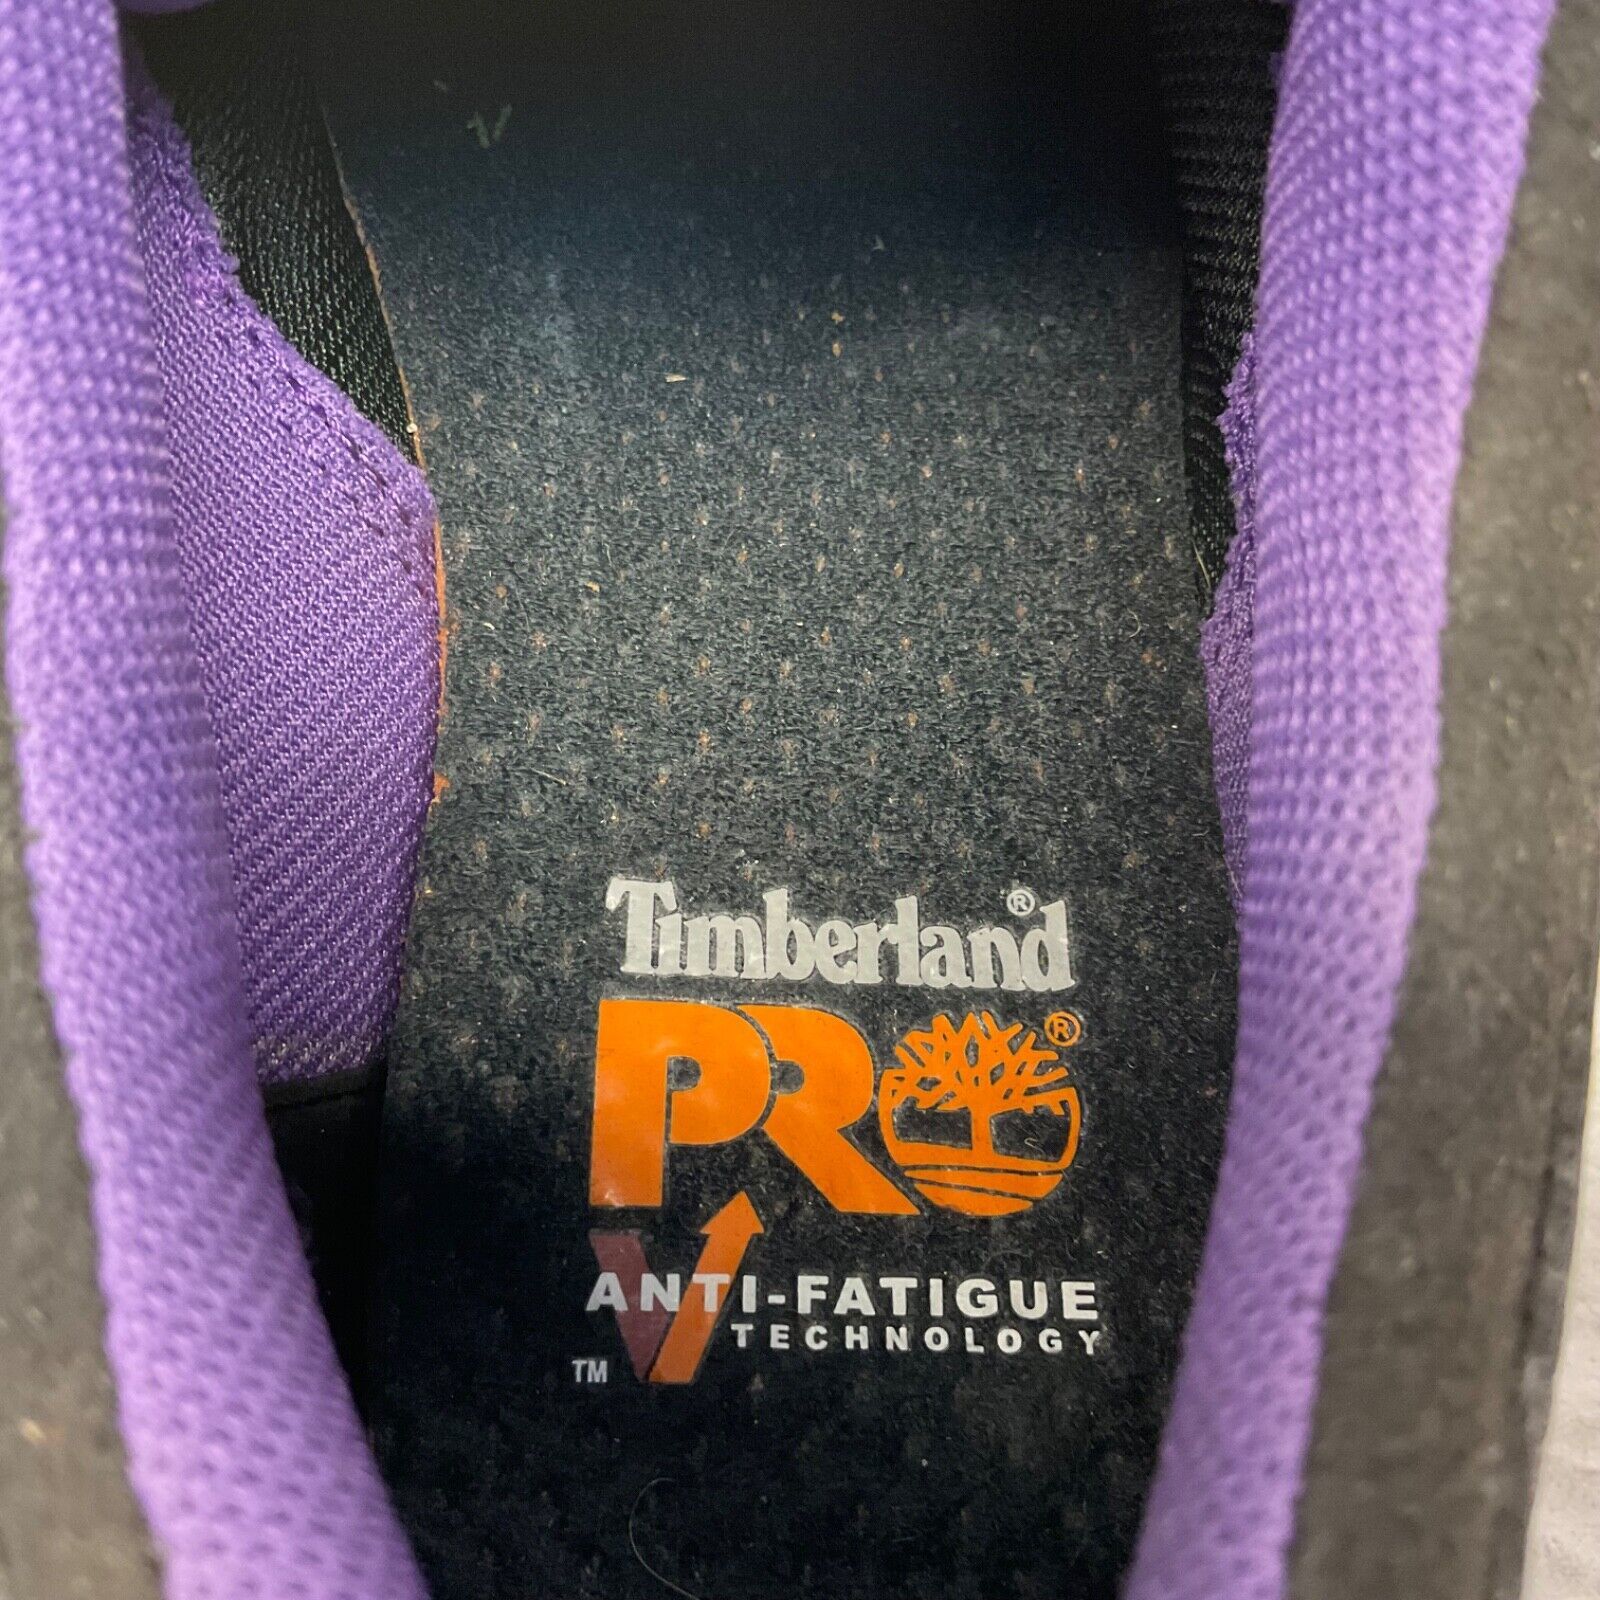 Timberland®
PRO®
ANTI-FATIGUE
TECHNOLOGY
TM